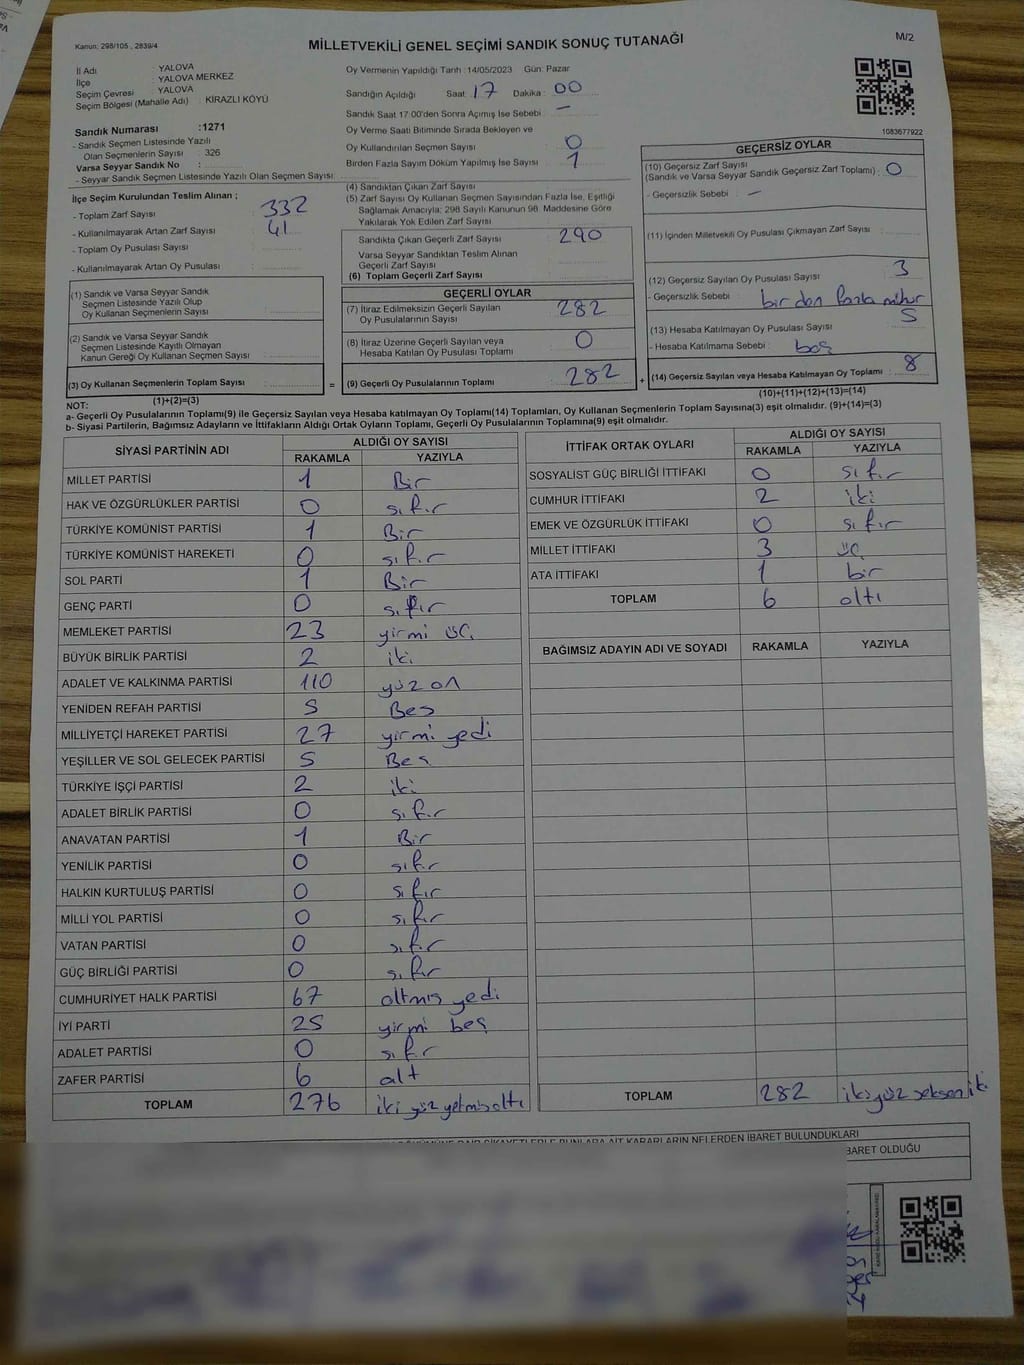 Kanun: 298/105 , 2839/4
MİLLETVEKİLİ GENEL SEÇİMİ SANDIK SONUÇ TUTANAĞI
M/2
İl Adı : YALOVA
İlçe : YALOVA MERKEZ
Seçim Çevresi : YALOVA
Seçim Bölgesi (Mahalle Adı) : KİRAZLI KÖYÜ
Sandık Numarası :1271
- Sandık Seçmen Listesinde Yazılı
Olan Seçmenlerin Sayısı : 326
Varsa Seyyar Sandık No :
- Seyyar Sandık Seçmen Listesinde Yazılı Olan Seçmen Sayısı:
Oy Vermenin Yapıldığı Tarih :14/05/2023 Gün: Pazar
Sandığın Açıldığı Saat :17 Dakika : 00
Sandık Saat 17:00'den Sonra Açımış İse Sebebi : –
Oy Verme Saati Bitiminde Sırada Bekleyen ve
Oy Kullandırılan Seçmen Sayısı : 0
Birden Fazla Sayım Döküm Yapılmış İse Sayısı : 1
1083677922
İlçe Seçim Kurulundan Teslim Alınan ;
- Toplam Zarf Sayısı : 332
- Kullanılmayarak Artan Zarf Sayısı : 41
- Toplam Oy Pusulası Sayısı :
- Kullanılmayarak Artan Oy Pusulası :
(1) Sandık ve Varsa Seyyar Sandık
Seçmen Listesinde Yazılı Olup
Oy Kullanan Seçmenlerin Sayısı :
(2) Sandık ve Varsa Seyyar Sandık
Seçmen Listesinde Kayıtlı Olmayan
Kanun Gereği Oy Kullanan Seçmen Sayısı :
(3) Oy Kullanan Seçmenlerin Toplam Sayısı : =
(1)+(2)=(3)
(4) Sandıktan Çıkan Zarf Sayısı :
(5) Zarf Sayısı Oy Kullanan Seçmen Sayısından Fazla İse, Eşitliği
Sağlamak Amacıyla; 298 Sayılı Kanunun 98. Maddesine Göre
Yakılarak Yok Edilen Zarf Sayısı :
Sandıkta Çıkan Geçerli Zarf Sayısı : 290
Varsa Seyyar Sandıktan Teslim Alınan
Geçerli Zarf Sayısı :
(6) Toplam Geçerli Zarf Sayısı :
GEÇERLİ OYLAR
(7) İtiraz Edilmeksizin Geçerli Sayılan
Oy Pusulalarının Sayısı : 282
(8) İtiraz Üzerine Geçerli Sayılan veya
Hesaba Katılan Oy Pusulası Toplamı : 0
(9) Geçerli Oy Pusulalarının Toplamı : 282 +
GEÇERSİZ OYLAR
(10) Geçersiz Zarf Sayısı
(Sandık ve Varsa Seyyar Sandık Geçersiz Zarf Toplamı) : 0
- Geçersizlik Sebebi : –
(11) İçinden Milletvekili Oy Pusulası Çıkmayan Zarf Sayısı :
(12) Geçersiz Sayılan Oy Pusulası Sayısı : 3
- Geçersizlik Sebebi : birden fazla mühür
(13) Hesaba Katılmayan Oy Pusulası Sayısı : 5
- Hesaba Katılmama Sebebi : boş
(14) Geçersiz Sayılan veya Hesaba Katılmayan Oy Toplamı : 8
(10)+(11)+(12)+(13)=(14)
NOT:
a- Geçerli Oy Pusulalarının Toplamı(9) ile Geçersiz Sayılan veya Hesaba katılmayan Oy Toplamı(14) Toplamları, Oy Kullanan Seçmenlerin Toplam Sayısına(3) eşit olmalıdır. (9)+(14)=(3)
b- Siyasi Partilerin, Bağımsız Adayların ve İttifakların Aldığı Ortak Oyların Toplamı, Geçerli Oy Pusulalarının Toplamına(9) eşit olmalıdır.
SİYASİ PARTİNİN ADI ALDIĞI OY SAYISI
RAKAMLA YAZIYLA
MİLLET PARTİSİ 1 Bir
HAK VE ÖZGÜRLÜKLER PARTİSİ 0 sıfır
TÜRKİYE KOMÜNİST PARTİSİ 1 Bir
TÜRKİYE KOMÜNİST HAREKETİ 0 sıfır
SOL PARTİ 1 Bir
GENÇ PARTİ 0 sıfır
MEMLEKET PARTİSİ 23 yirmi üç
BÜYÜK BİRLİK PARTİSİ 2 iki
ADALET VE KALKINMA PARTİSİ 110 yüz on
YENİDEN REFAH PARTİSİ 5 Bes
MİLLİYETÇİ HAREKET PARTİSİ 27 yirmi yedi
YEŞİLLER VE SOL GELECEK PARTİSİ 5 Bes
TÜRKİYE İŞÇİ PARTİSİ 2 iki
ADALET BİRLİK PARTİSİ 0 sıfır
ANAVATAN PARTİSİ 1 Bir
YENİLİK PARTİSİ 0 sıfır
HALKIN KURTULUŞ PARTİSİ 0 sıfır
MİLLİ YOL PARTİSİ 0 sıfır
VATAN PARTİSİ 0 sıfır
GÜÇ BİRLİĞİ PARTİSİ 0 sıfır
CUMHURİYET HALK PARTİSİ 67 altmış yedi
İYİ PARTİ 25 yirmi beş
ADALET PARTİSİ 0 sıfır
ZAFER PARTİSİ 6 altı
TOPLAM 276 iki yüz yetmiş altı
İTTİFAK ORTAK OYLARI ALDIĞI OY SAYISI
RAKAMLA YAZIYLA
SOSYALİST GÜÇ BİRLİĞİ İTTİFAKI 0 sıfır
CUMHUR İTTİFAKI 2 iki
EMEK VE ÖZGÜRLÜK İTTİFAKI 0 sıfır
MİLLET İTTİFAKI 3 üç
ATA İTTİFAKI 1 bir
TOPLAM 6 altı
BAĞIMSIZ ADAYIN ADI VE SOYADI RAKAMLA YAZIYLA
TOPLAM 282 iki yüz seksen iki
KARARLARIN NELERDEN İBARET BULUNDUKLARI
İBARET OLDUĞU